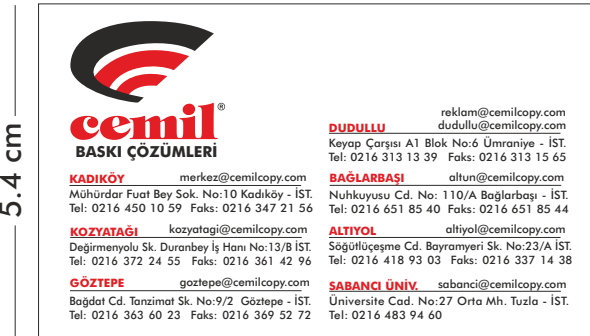 5.4 cm
cemil®
BASKI ÇÖZÜMLERİ
KADIKÖY merkez@cemilcopy.com
Mühürdar Fuat Bey Sok. No:10 Kadıköy - İST.
Tel: 0216 450 10 59 Faks: 0216 347 21 56
KOZYATAĞI kozyatagi@cemilcopy.com
Değirmenyolu Sk. Duranbey İş Hanı No:13/B İST.
Tel: 0216 372 24 55 Faks: 0216 361 42 96
GÖZTEPE goztepe@cemilcopy.com
Bağdat Cd. Tanzimat Sk. No:9/2 Göztepe - İST.
Tel: 0216 363 60 23 Faks: 0216 369 52 72
reklam@cemilcopy.com
DUDULLU dudullu@cemilcopy.com
Keyap Çarşısı A1 Blok No:6 Ümraniye - İST.
Tel: 0216 313 13 39 Faks: 0216 313 15 65
BAĞLARBAŞI altun@cemilcopy.com
Nuhkuyusu Cd. No: 110/A Bağlarbaşı - İST.
Tel: 0216 651 85 40 Faks: 0216 651 85 44
ALTIYOL altiyol@cemilcopy.com
Söğütlüçeşme Cd. Bayramyeri Sk. No:23/A İST.
Tel: 0216 418 93 03 Faks: 0216 337 14 38
SABANCI ÜNİV. sabanci@cemilcopy.com
Üniversite Cad. No:27 Orta Mh. Tuzla - İST.
Tel: 0216 483 94 60